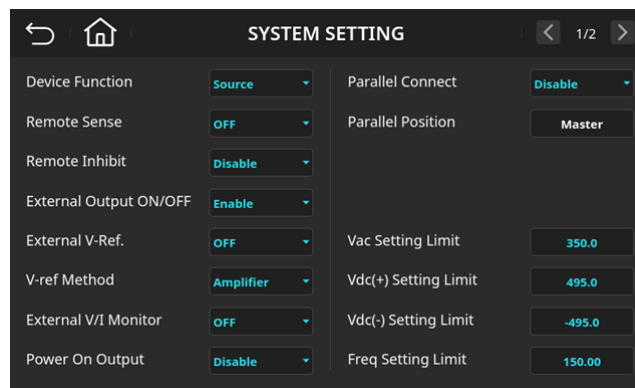 SYSTEM SETTING
1/2
Device Function Source
Parallel Connect Disable
Remote Sense OFF
Parallel Position Master
Remote Inhibit Disable
External Output ON/OFF Enable
External V-Ref. OFF
Vac Setting Limit 350.0
V-ref Method Amplifier
Vdc(+) Setting Limit 495.0
External V/I Monitor OFF
Vdc(-) Setting Limit -495.0
Power On Output Disable
Freq Setting Limit 150.00